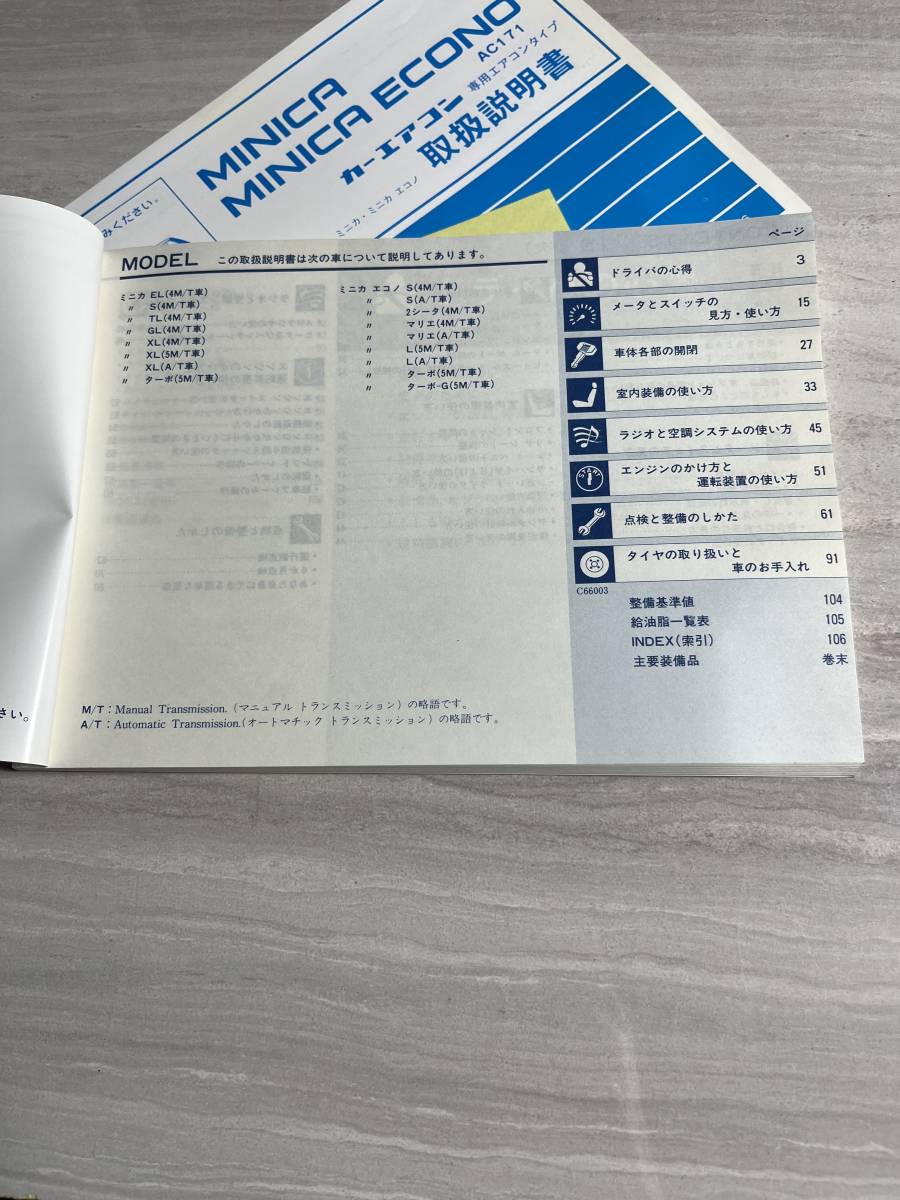 MINICA
MINICA ECONO
カーエアコン AC171
専用エアコンタイプ
ミニカ・ミニカ エコノ 取扱説明書
みください。
さい。
MODEL この取扱説明書は次の車について説明してあります。
ミニカ EL(4M/T車)
〃 S(4M/T車)
〃 TL(4M/T車)
〃 GL(4M/T車)
〃 XL(4M/T車)
〃 XL(5M/T車)
〃 XL(A/T車)
〃 ターボ(5M/T車)
ミニカ エコノ S(4M/T車)
〃 S(A/T車)
〃 2シータ(4M/T車)
〃 マリエ(4M/T車)
〃 マリエ(A/T車)
〃 L(5M/T車)
〃 L(A/T車)
〃 ターボ(5M/T車)
〃 ターボ-G(5M/T車)
M/T：Manual Transmission.（マニュアル トランスミッション）の略語です。
A/T：Automatic Transmission.（オートマチック トランスミッション）の略語です。
ページ
ドライバの心得 3
メータとスイッチの
見方・使い方 15
車体各部の開閉 27
室内装備の使い方 33
ラジオと空調システムの使い方 45
START
エンジンのかけ方と
運転装置の使い方 51
点検と整備のしかた 61
タイヤの取り扱いと
車のお手入れ 91
C66003
整備基準値 104
給油脂一覧表 105
INDEX(索引) 106
主要装備品 巻末